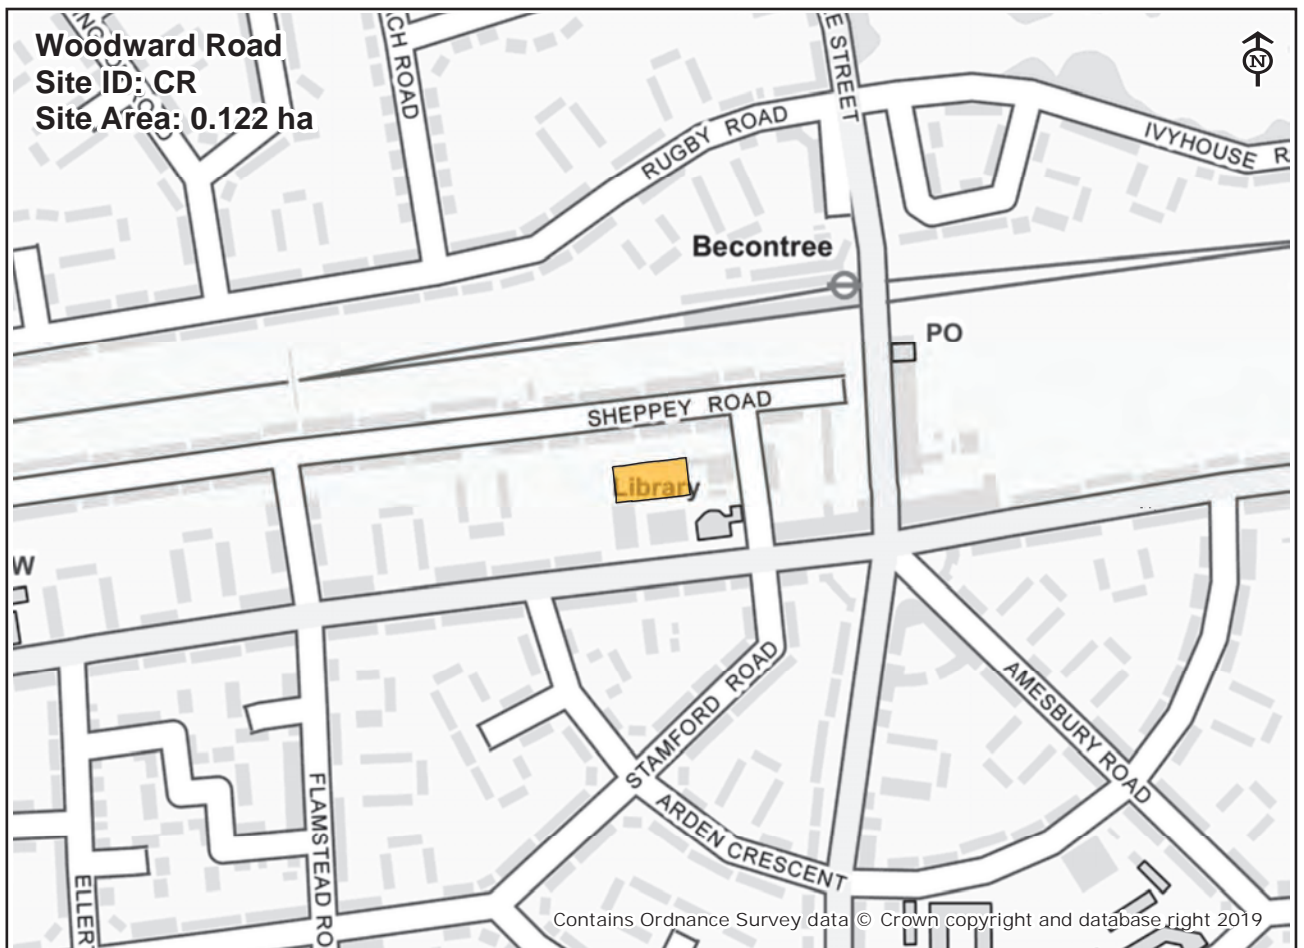 Woodward Road
Site ID: CR
Site Area: 0.122 ha
N
CH ROAD
E STREET
RUGBY ROAD
IVYHOUSE R
Becontree
PO
SHEPPEY ROAD
Library
W
STAMFORD ROAD
AMESBURY ROAD
FLAMSTEAD RO
ARDEN CRESCENT
ELLER
Contains Ordnance Survey data © Crown copyright and database right 2019